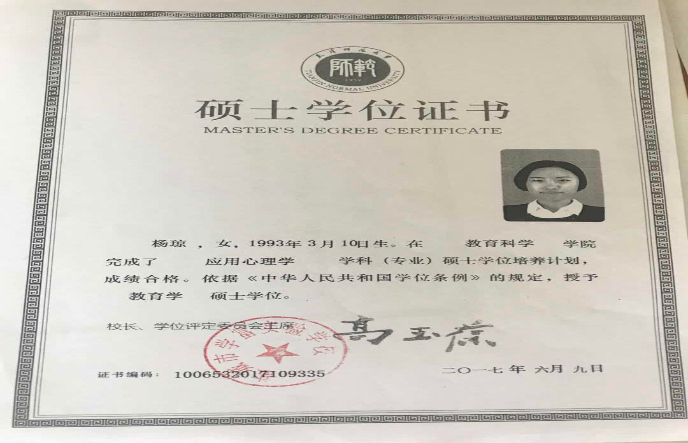 师範
TIANJIN NORMAL UNIVERSITY
硕士学位证书
MASTER'S DEGREE CERTIFICATE
杨琼 ，女，1993年 3月 10日生。在 教育科学 学院
完成了 应用心理学 学科（专业）硕士学位培养计划，
成绩合格。依据《中华人民共和国学位条例》的规定，授予
教育学 硕士学位。
校长、学位评定委员会主席
高玉葆
证书编码： 1006532017109335
二〇一七年 六月 九日